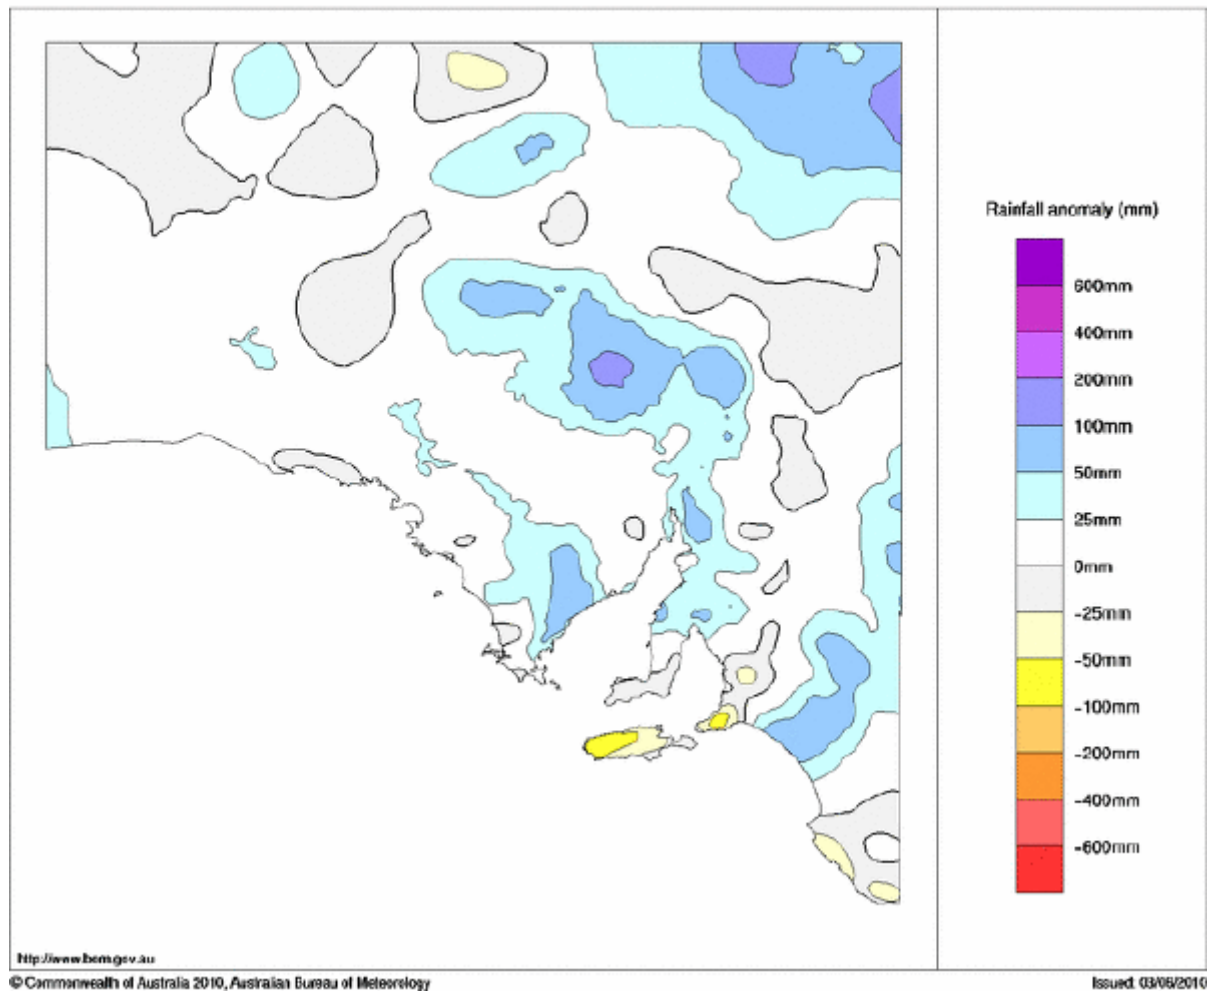 Rainfall anomaly (mm)
600mm
400mm
200mm
100mm
50mm
25mm
0mm
-25mm
-50mm
-100mm
-200mm
-400mm
-600mm
http://www.bom.gov.au
© Commonwealth of Australia 2010, Australian Bureau of Meteorology
Issued: 03/06/2010